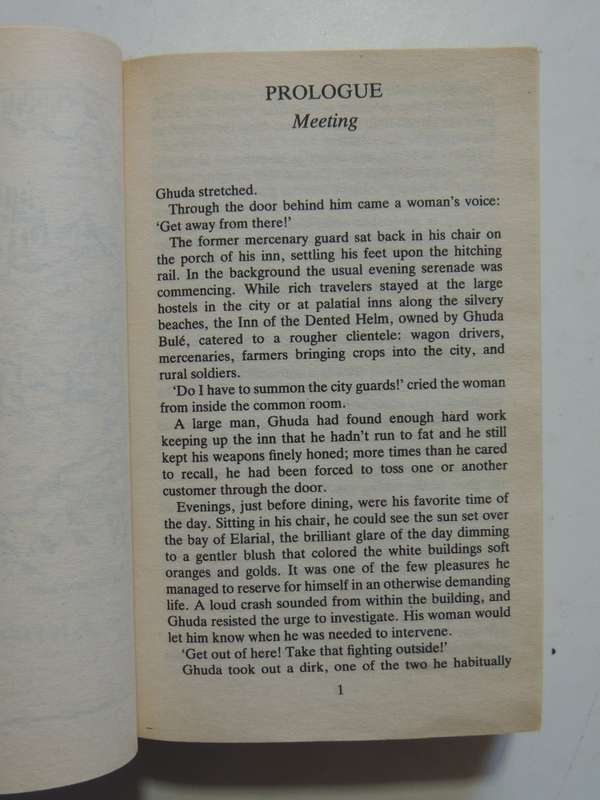 PROLOGUE
Meeting
Ghuda stretched.
Through the door behind him came a woman's voice:
'Get away from there!'
The former mercenary guard sat back in his chair on
the porch of his inn, settling his feet upon the hitching
rail. In the background the usual evening serenade was
commencing. While rich travelers stayed at the large
hostels in the city or at palatial inns along the silvery
beaches, the Inn of the Dented Helm, owned by Ghuda
Bulé, catered to a rougher clientele: wagon drivers,
mercenaries, farmers bringing crops into the city, and
rural soldiers.
'Do I have to summon the city guards!' cried the woman
from inside the common room.
A large man, Ghuda had found enough hard work
keeping up the inn that he hadn't run to fat and he still
kept his weapons finely honed; more times than he cared
to recall, he had been forced to toss one or another
customer through the door.
Evenings, just before dining, were his favorite time of
the day. Sitting in his chair, he could see the sun set over
the bay of Elarial, the brilliant glare of the day dimming
to a gentler blush that colored the white buildings soft
oranges and golds. It was one of the few pleasures he
managed to reserve for himself in an otherwise demanding
life. A loud crash sounded from within the building, and
Ghuda resisted the urge to investigate. His woman would
let him know when he was needed to intervene.
'Get out of here! Take that fighting outside!'
Ghuda took out a dirk, one of the two he habitually
1